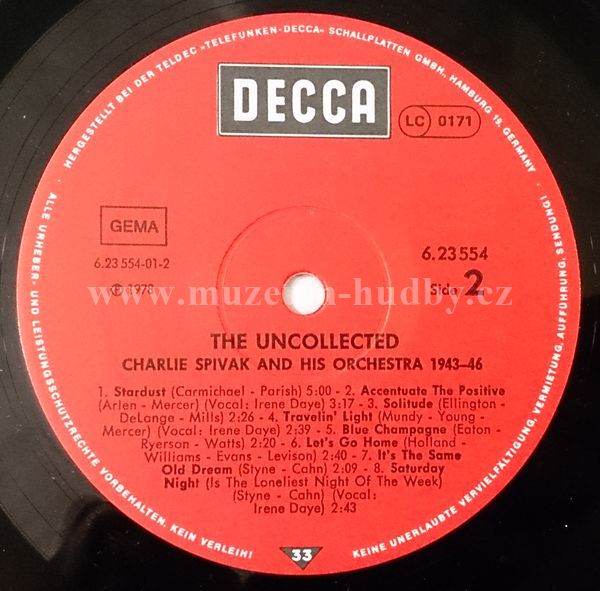 HERGESTELLT BEI DER TELDEC »TELEFUNKEN-DECCA« SCHALLPLATTEN GMBH., HAMBURG 19, GERMANY
DECCA
LC 0171
GEMA
6.23 554-01-2
℗ 1978
6.23 554
Side 2
www.muzeum-hudby.cz
THE UNCOLLECTED
CHARLIE SPIVAK AND HIS ORCHESTRA 1943–46
1. Stardust (Carmichael - Parish) 5:00 - 2. Accentuate The Positive
(Arlen - Mercer) (Vocal: Irene Daye) 3:17 - 3. Solitude (Ellington -
DeLange - Mills) 2:26 - 4. Travelin' Light (Mundy - Young -
Mercer) (Vocal: Irene Daye) 2:39 - 5. Blue Champagne (Eaton -
Ryerson - Watts) 2:20 - 6. Let's Go Home (Holland -
Williams - Evans - Levison) 2:40 - 7. It's The Same
Old Dream (Styne - Cahn) 2:09 - 8. Saturday
Night (Is The Loneliest Night Of The Week)
(Styne - Cahn) (Vocal:
Irene Daye) 2:43
33
ALLE URHEBER- UND LEISTUNGSSCHUTZRECHTE VORBEHALTEN. KEIN VERLEIH!
KEINE UNERLAUBTE VERVIELFÄLTIGUNG, VERMIETUNG, AUFFÜHRUNG, SENDUNG!